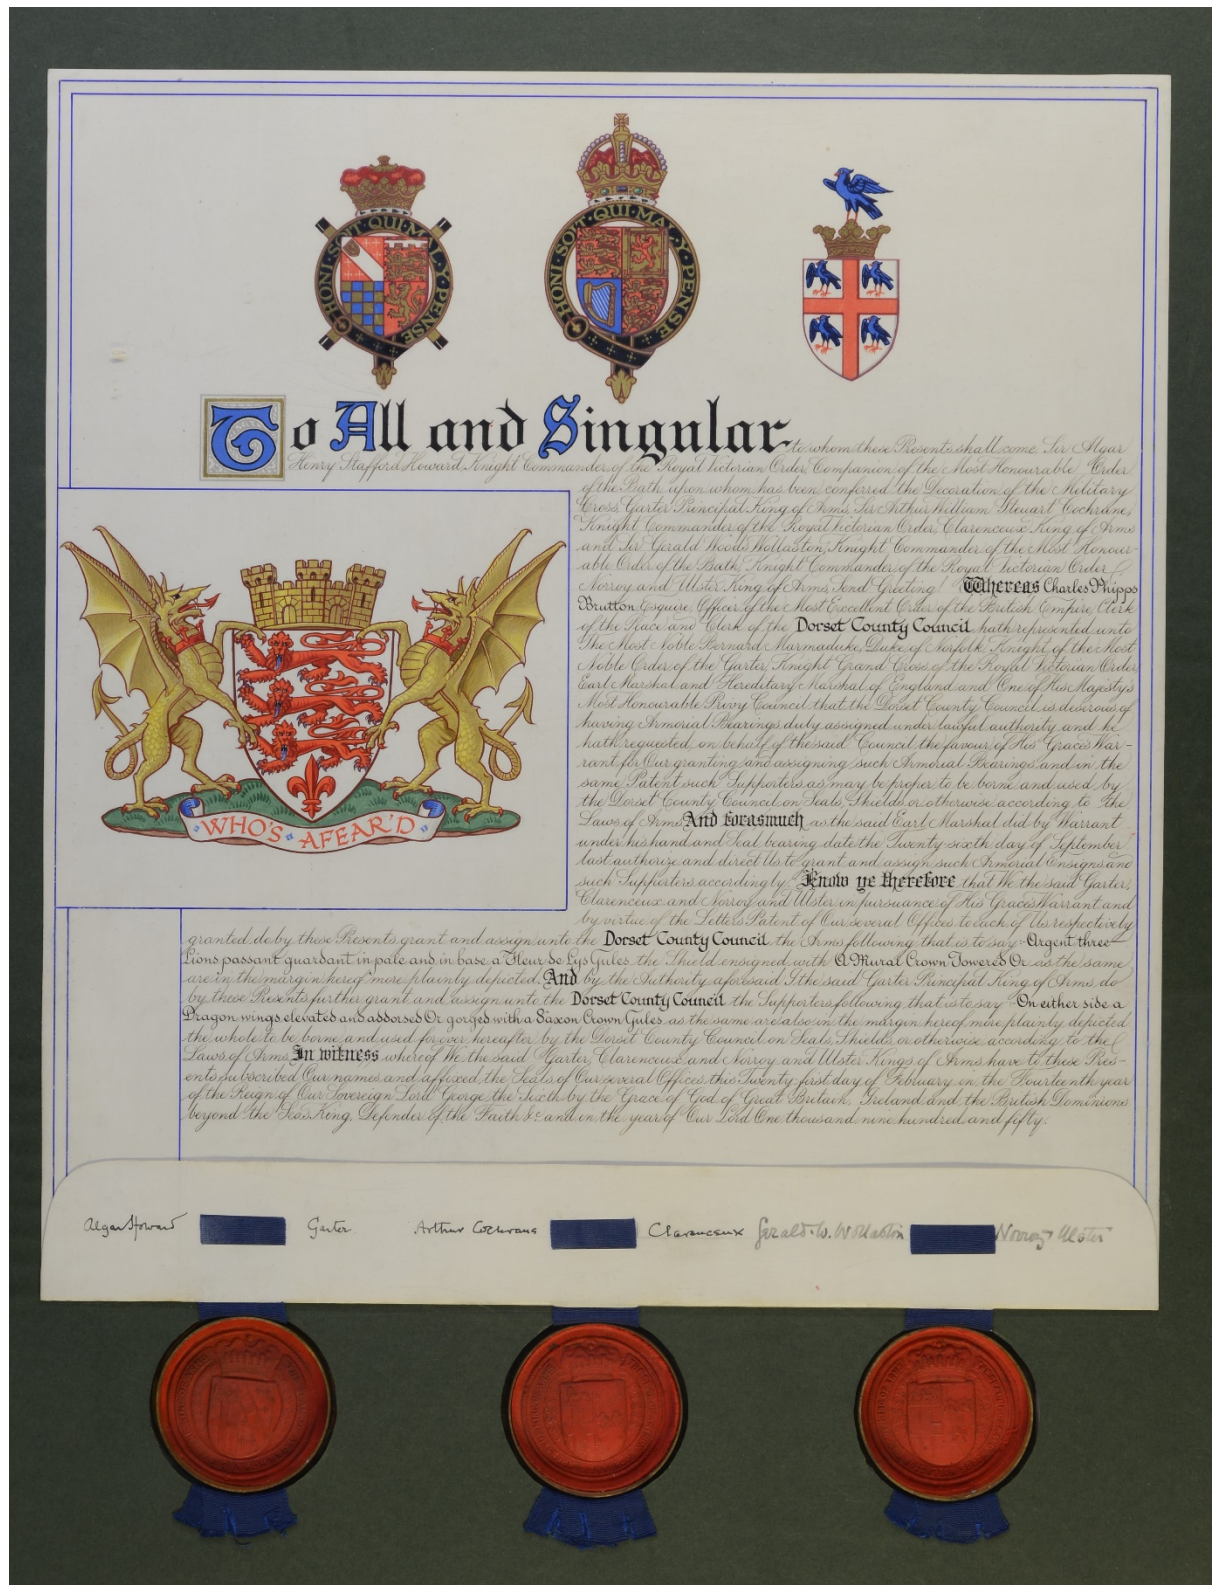 HONI·SOIT·QUI·MAL·Y·PENSE
HONI·SOIT·QUI·MAL·Y·PENSE
To All and Singular to whom these Presents shall come Sir Algar
Henry Stafford Howard, Knight Commander of the Royal Victorian Order, Companion of the Most Honourable Order
of the Bath upon whom has been conferred the Decoration of the Military
Cross, Garter Principal King of Arms, Sir Arthur William Steuart Cochrane,
Knight Commander of the Royal Victorian Order, Clarenceux King of Arms
and Sir Gerald Woods Wollaston, Knight Commander of the Most Honour-
able Order of the Bath, Knight Commander of the Royal Victorian Order
Norroy and Ulster King of Arms, Send Greeting! Whereas Charles Phipps
Brutton Esquire, Officer of the Most Excellent Order of the British Empire, Clerk
of the Peace and Clerk of the Dorset County Council hath represented unto
The Most Noble Bernard Marmaduke, Duke of Norfolk, Knight of the Most
Noble Order of the Garter, Knight Grand Cross of the Royal Victorian Order,
Earl Marshal and Hereditary Marshal of England and One of His Majesty's
Most Honourable Privy Council that the Dorset County Council is desirous of
having Armorial Bearings duly assigned under lawful authority and he
hath requested on behalf of the said Council the favour of His Grace's War-
rant for Our granting and assigning such Armorial Bearings and in the
same Patent such Supporters as may be proper to be borne and used by
the Dorset County Council on Seals, Shields or otherwise according to the
Laws of Arms And forasmuch as the said Earl Marshal did by Warrant
under his hand and Seal bearing date the Twenty sixth day of September
last authorize and direct Us to grant and assign such Armorial Ensigns and
such Supporters accordingly Know ye therefore that We the said Garter,
Clarenceux and Norroy and Ulster in pursuance of His Grace's Warrant and
by virtue of the Letters Patent of Our several Offices to each of Us respectively
granted do by these Presents grant and assign unto the Dorset County Council the Arms following that is to say:- Argent three
Lions passant guardant in pale and in base a Fleur de Lys Gules the Shield ensigned with A Mural Crown Towered Or as the same
are in the margin hereof more plainly depicted. And by the Authority aforesaid I the said Garter Principal King of Arms do
by these Presents further grant and assign unto the Dorset County Council the Supporters following that is to say:- On either side a
Dragon wings elevated and addorsed Or gorged with a Saxon Crown Gules as the same are also in the margin hereof more plainly depicted
the whole to be borne and used for ever hereafter by the Dorset County Council on Seals, Shields or otherwise according to the
Laws of Arms In witness whereof We the said Garter, Clarenceux and Norroy and Ulster Kings of Arms have to these Pres-
ents subscribed Our names and affixed the Seals of Our several Offices this Twenty first day of February in the Fourteenth year
of the Reign of Our Sovereign Lord George the Sixth by the Grace of God of Great Britain, Ireland and the British Dominions
beyond the Seas King, Defender of the Faith &c and in the year of Our Lord One thousand nine hundred and fifty.
WHO'S·AFEAR'D
Algar Howard Garter Arthur Cochrane Clarenceux Gerald W. Wollaston Norroy Ulster